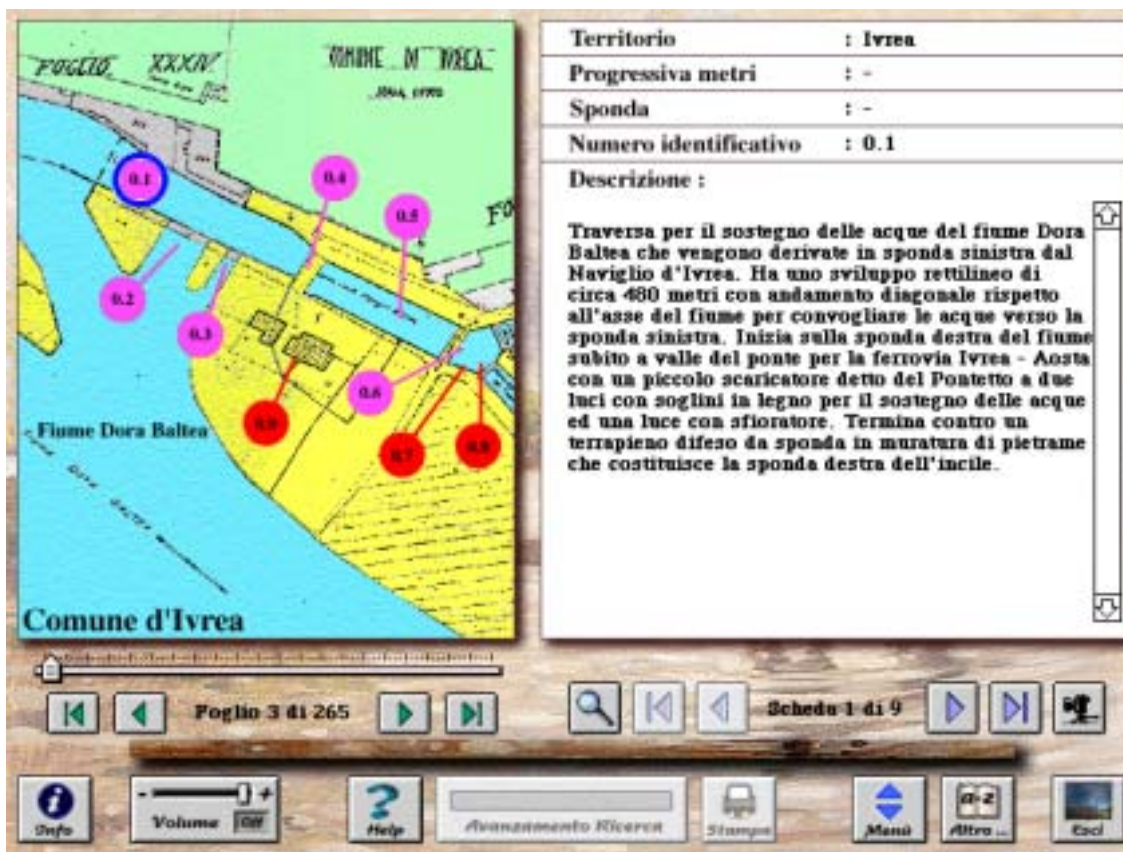 FOGLIO XXXIV
COMUNE DI IVREA
0.1
0.4
0.5
FO
0.2
0.3
0.6
0.9
0.7
0.8
Fiume Dora Baltea
DORA BALTEA
Comune d'Ivrea
Territorio : Ivrea
Progressiva metri : -
Sponda : -
Numero identificativo : 0.1
Descrizione :
Traversa per il sostegno delle acque del fiume Dora
Baltea che vengono derivate in sponda sinistra dal
Naviglio d'Ivrea. Ha uno sviluppo rettilineo di
circa 480 metri con andamento diagonale rispetto
all'asse del fiume per convogliare le acque verso la
sponda sinistra. Inizia sulla sponda destra del fiume
subito a valle del ponte per la ferrovia Ivrea - Aosta
con un piccolo scaricatore detto del Pontetto a due
luci con soglini in legno per il sostegno delle acque
ed una luce con sfioratore. Termina contro un
terrapieno difeso da sponda in muratura di pietrame
che costituisce la sponda destra dell'incile.
Foglio 3 di 265
Scheda 1 di 9
Info
- +
Volume Off
Help
Avanzamento Ricerca
Stampa
Menù
a-z
Altro ...
Esci